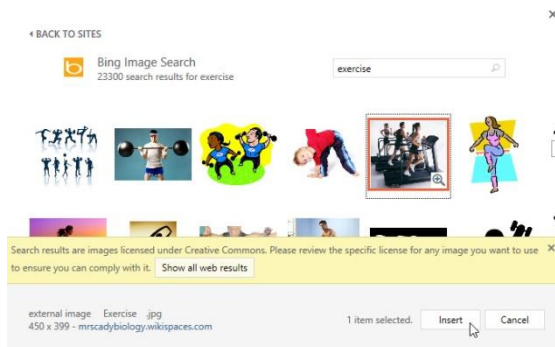 BACK TO SITES
Bing Image Search
23300 search results for exercise
exercise
Search results are images licensed under Creative Commons. Please review the specific license for any image you want to use
to ensure you can comply with it. Show all web results
external image Exercise .jpg
450 x 399 - mrscadybiology.wikispaces.com
1 item selected. Insert Cancel